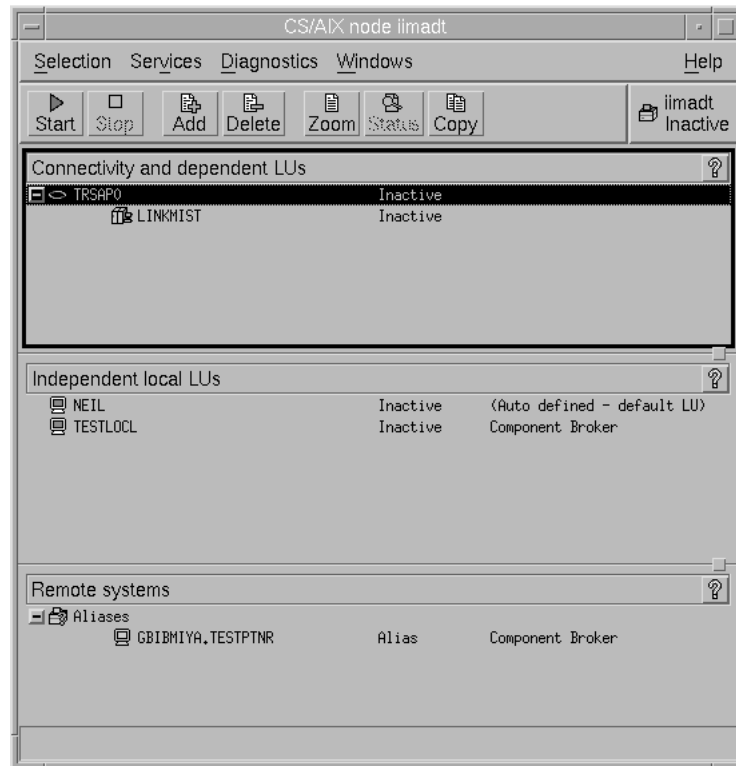 CS/AIX node iimadt
Selection Services Diagnostics Windows Help
Start Stop Add Delete Zoom Status Copy iimadt Inactive
Connectivity and dependent LUs ?
TRSAP0 Inactive
LINKMIST Inactive
Independent local LUs ?
NEIL Inactive (Auto defined - default LU)
TESTLOCL Inactive Component Broker
Remote systems ?
Aliases
GBIBMIYA.TESTPTNR Alias Component Broker